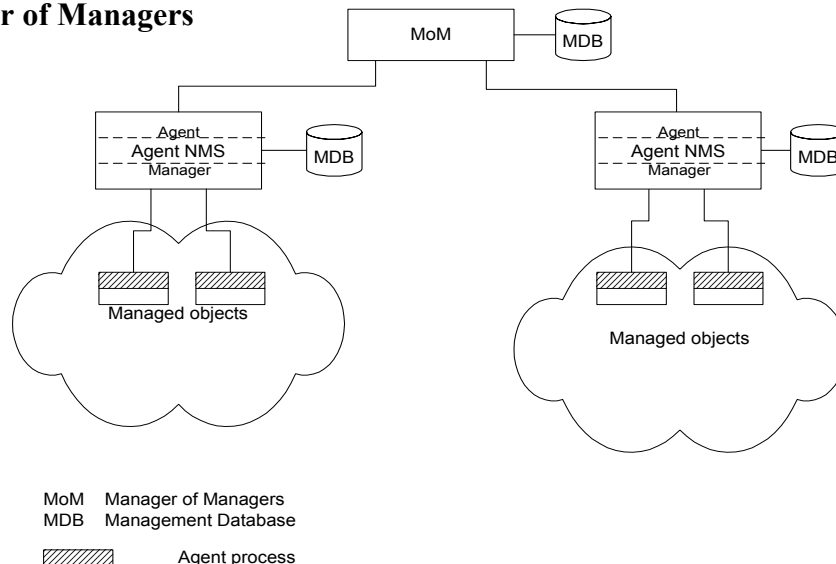 r of Managers
MoM
MDB
Agent
Agent NMS
Manager
MDB
Agent
Agent NMS
Manager
MDB
Managed objects
Managed objects
MoM Manager of Managers
MDB Management Database
Agent process